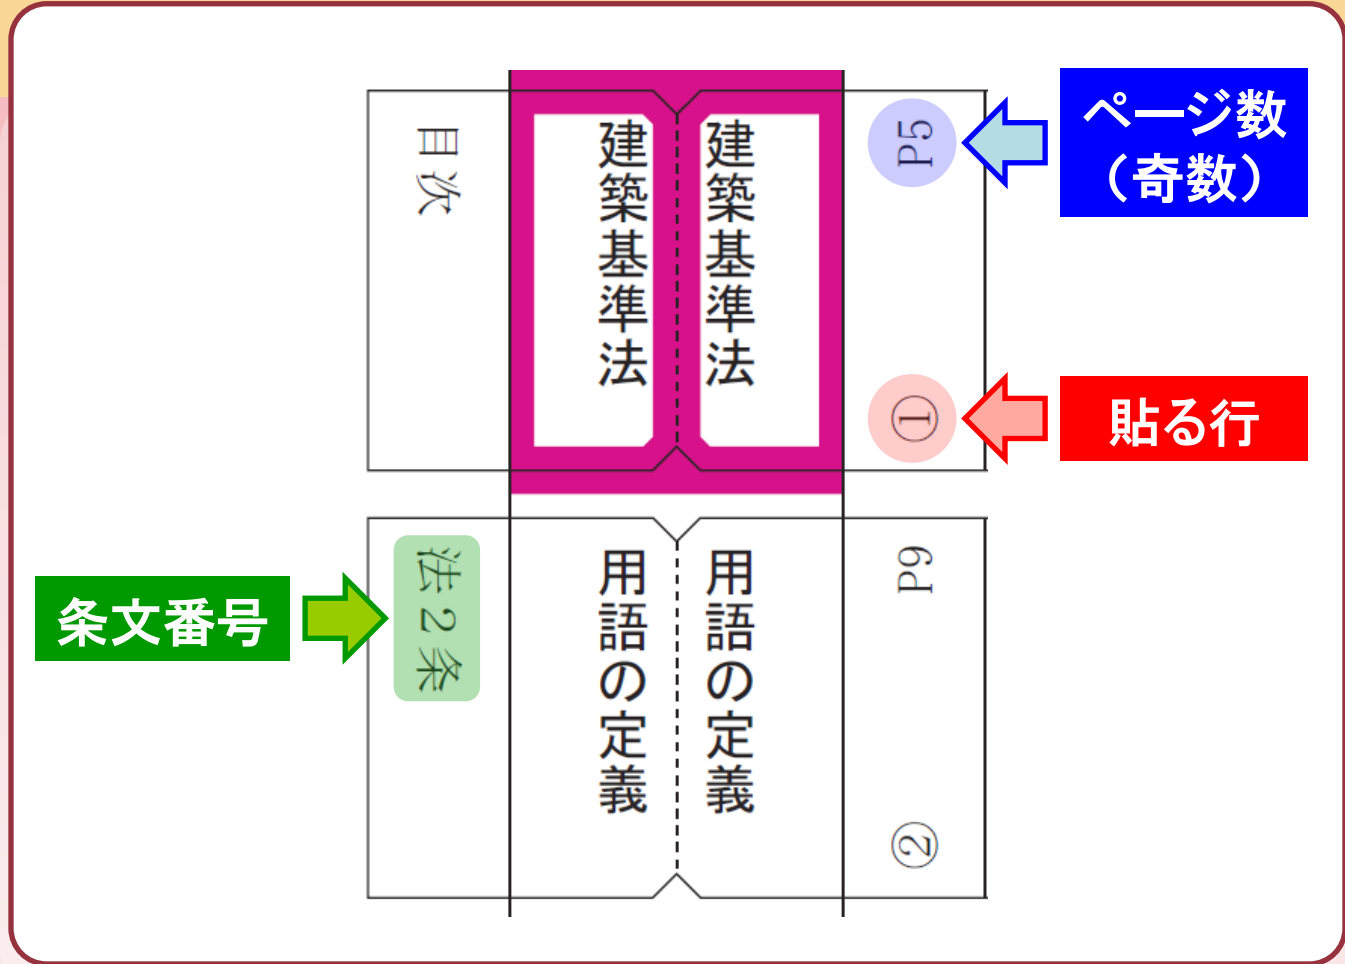 目次
建築基準法
建築基準法
P5
①
ページ数
（奇数）
貼る行
条文番号
法2条
用語の定義
用語の定義
P9
②